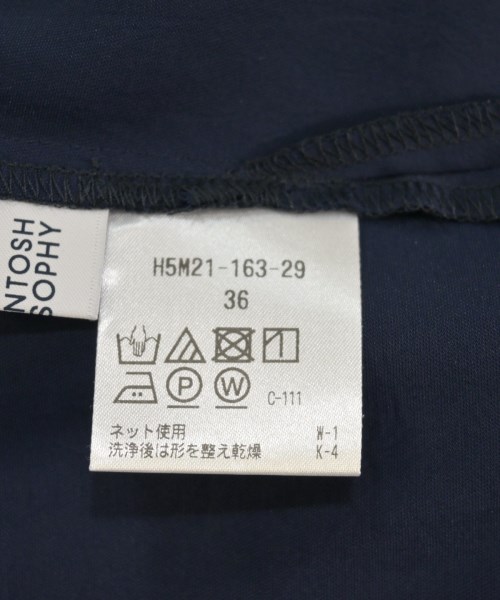 NTOSH
SOPHY
H5M21-163-29
36
P W C-111
ネット使用 W-1
洗浄後は形を整え乾燥 K-4